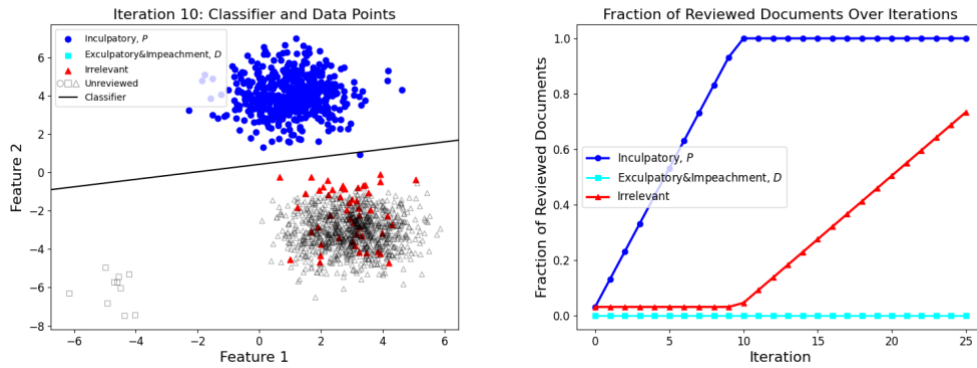 Iteration 10: Classifier and Data Points
Inculpatory, P
Exculpatory&Impeachment, D
Irrelevant
Unreviewed
Classifier
Feature 2
6
4
2
0
−2
−4
−6
−8
−6
−4
−2
0
2
4
6
Feature 1
Fraction of Reviewed Documents Over Iterations
Fraction of Reviewed Documents
1.0
0.8
0.6
0.4
0.2
0.0
Inculpatory, P
Exculpatory&Impeachment, D
Irrelevant
0
5
10
15
20
25
Iteration